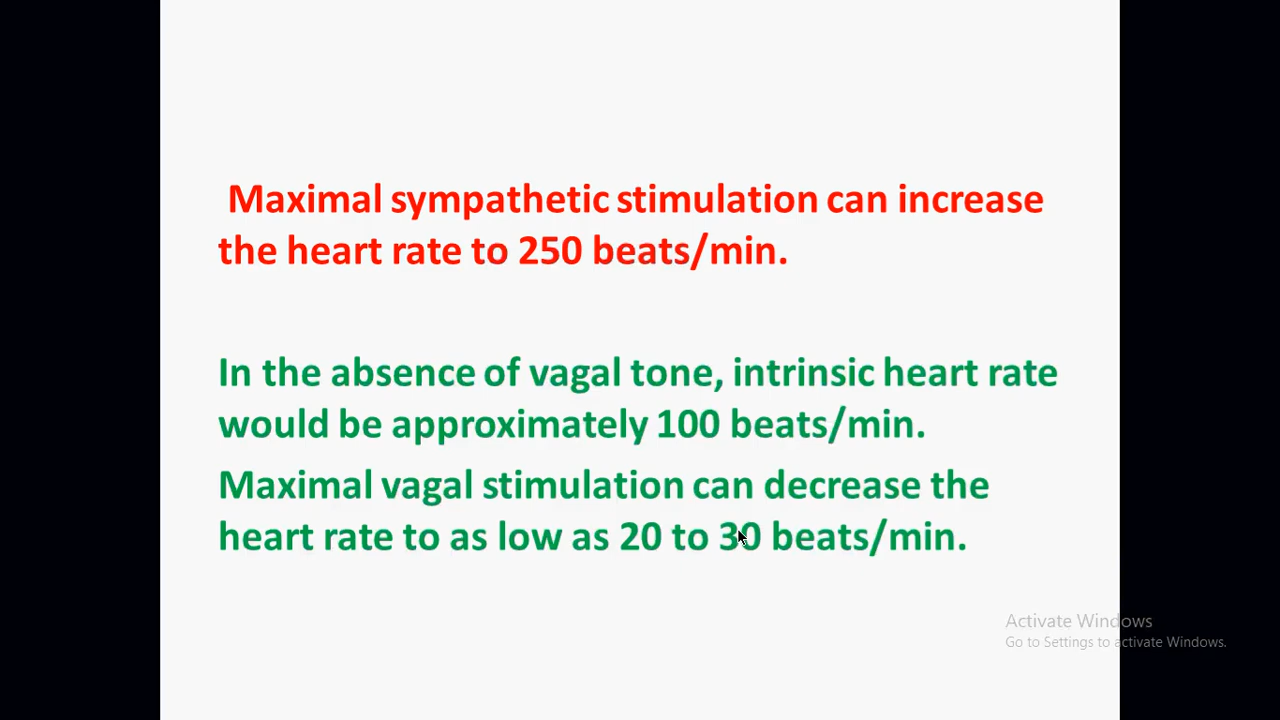 Maximal sympathetic stimulation can increase
the heart rate to 250 beats/min.
In the absence of vagal tone, intrinsic heart rate
would be approximately 100 beats/min.
Maximal vagal stimulation can decrease the
heart rate to as low as 20 to 30 beats/min.
Activate Windows
Go to Settings to activate Windows.